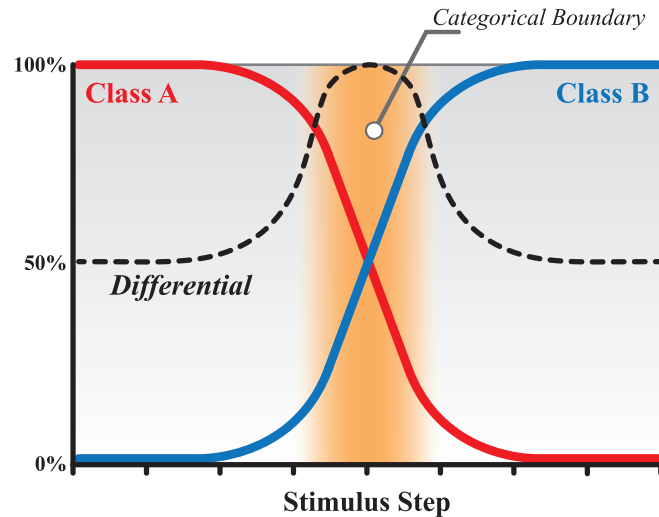 Categorical Boundary
100%
Class A
Class B
50%
Differential
0%
Stimulus Step